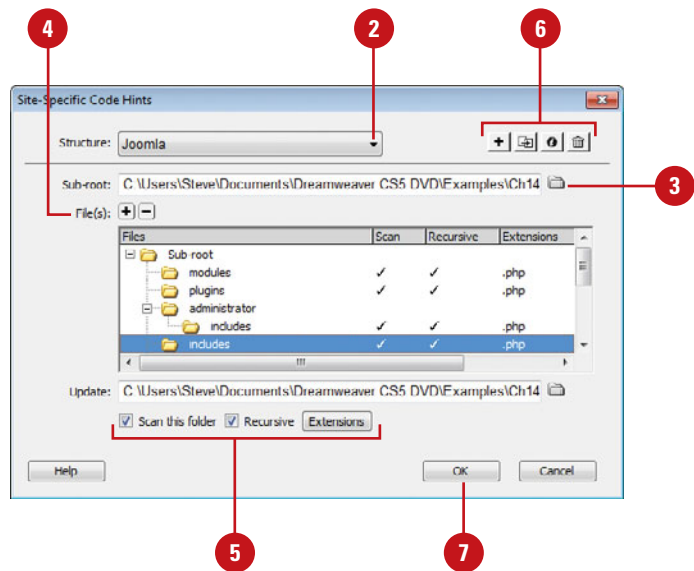 4
2
6
Site-Specific Code Hints
Structure: Joomla
Sub-root: C:\Users\Steve\Documents\Dreamweaver CS5 DVD\Examples\Ch14
3
File(s):
Files Scan Recursive Extensions
Sub-root
modules ✓ ✓ .php
plugins ✓ ✓ .php
administrator
includes ✓ ✓ .php
includes ✓ ✓ .php
Update: C:\Users\Steve\Documents\Dreamweaver CS5 DVD\Examples\Ch14
Scan this folder Recursive Extensions
Help OK Cancel
5
7